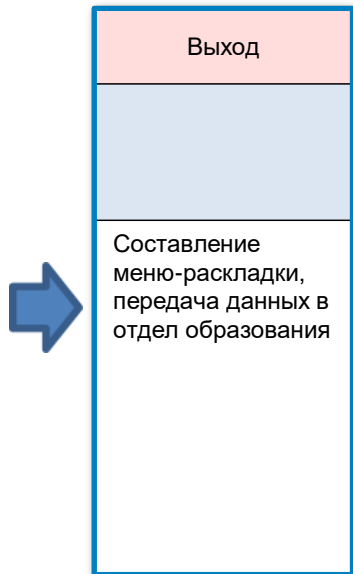 Выход
Составление
меню-раскладки,
передача данных в
отдел образования